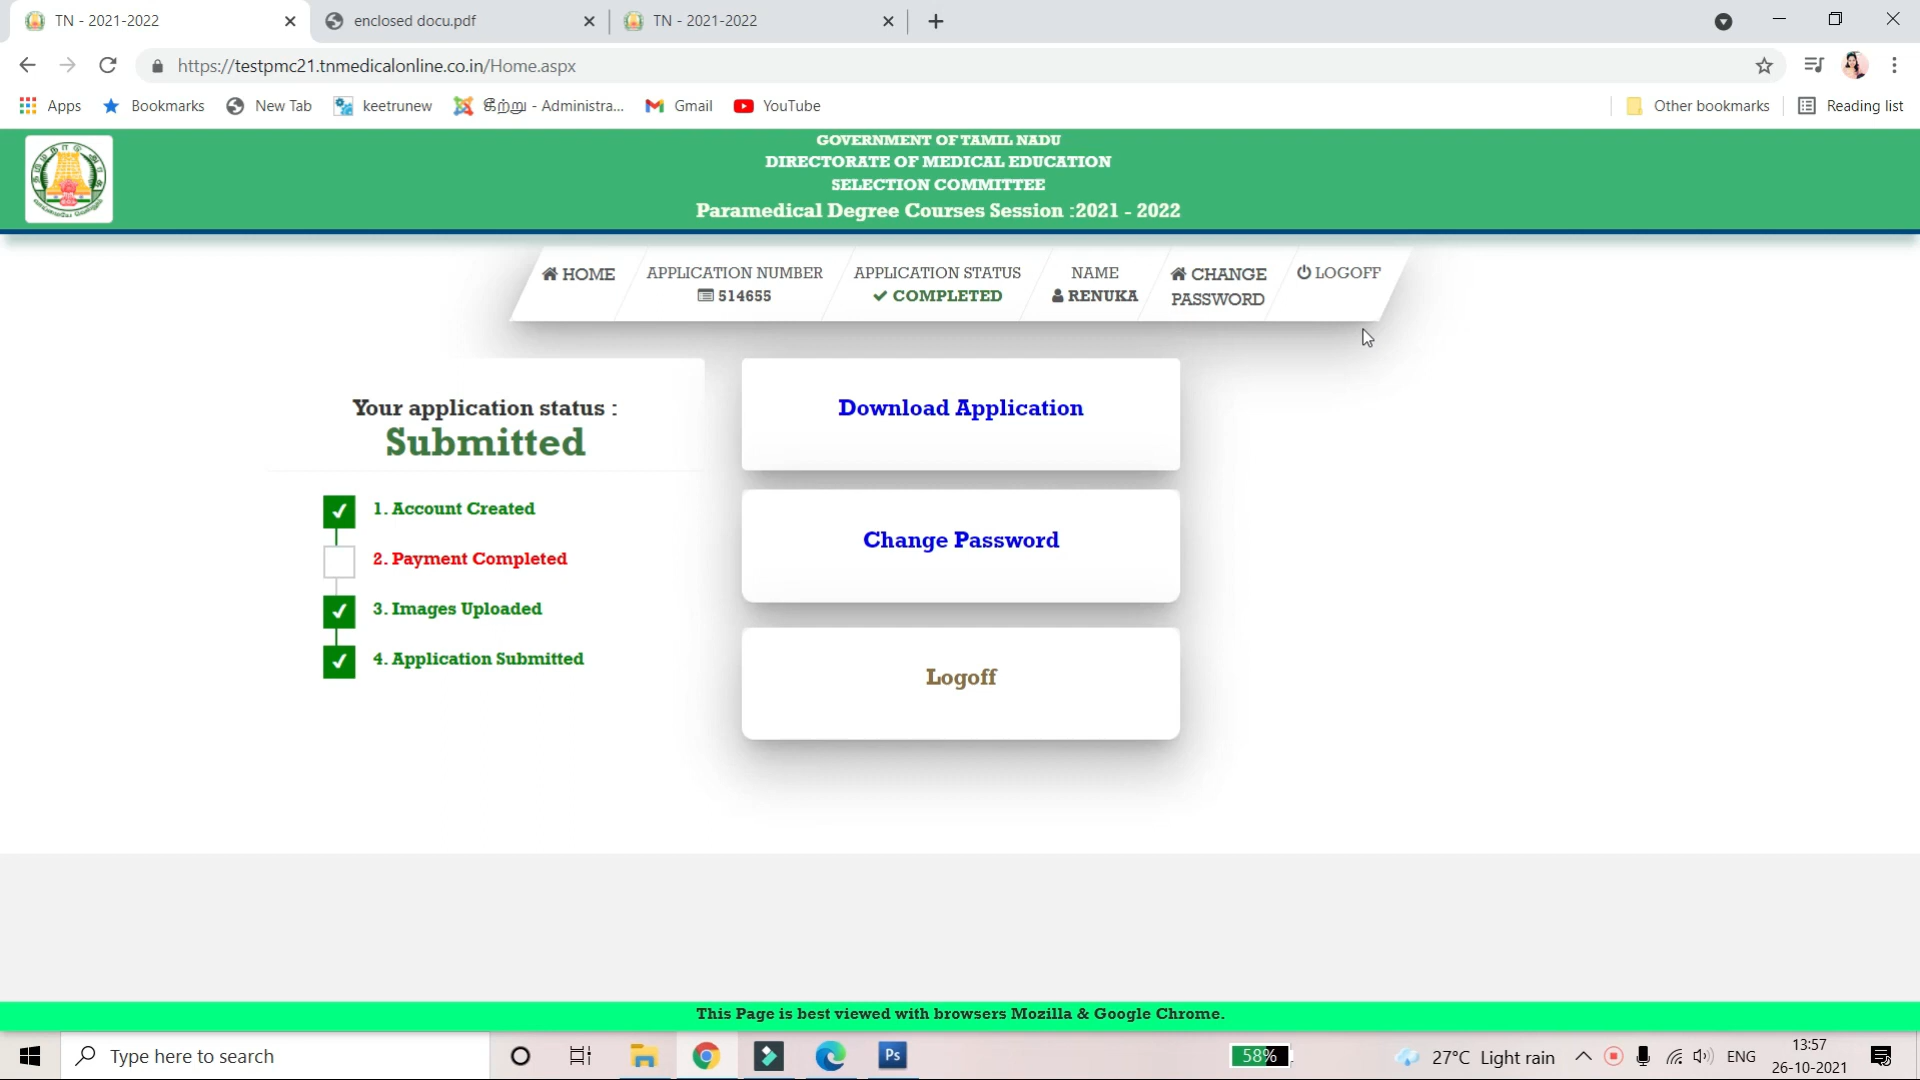 TN - 2021-2022
enclosed docu.pdf
TN - 2021-2022
https://testpmc21.tnmedicalonline.co.in/Home.aspx
Apps
Bookmarks
New Tab
keetrunew
கீற்று - Administra...
Gmail
YouTube
Other bookmarks
Reading list
GOVERNMENT OF TAMIL NADU
DIRECTORATE OF MEDICAL EDUCATION
SELECTION COMMITTEE
Paramedical Degree Courses Session :2021 - 2022
HOME
APPLICATION NUMBER
514655
APPLICATION STATUS
COMPLETED
NAME
RENUKA
CHANGE
PASSWORD
LOGOFF
Your application status :
Submitted
1. Account Created
2. Payment Completed
3. Images Uploaded
4. Application Submitted
Download Application
Change Password
Logoff
This Page is best viewed with browsers Mozilla & Google Chrome.
Type here to search
Ps
58%
27°C Light rain
ENG
13:57
26-10-2021